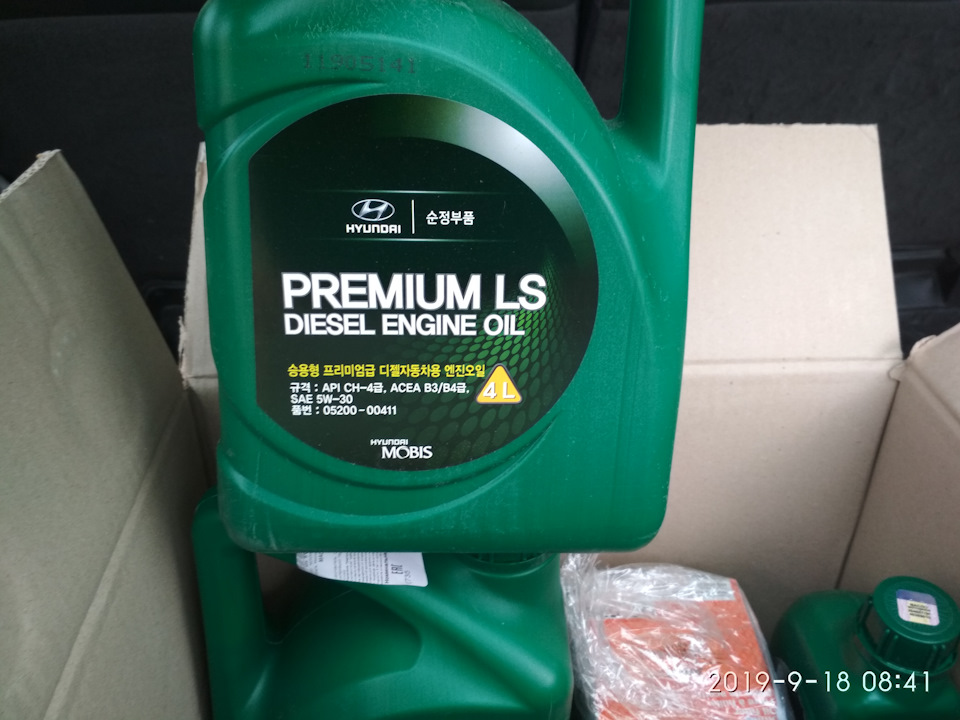 11905141
HYUNDAI
순정부품
PREMIUM LS
DIESEL ENGINE OIL
승용형 프리미엄급 디젤자동차용 엔진오일
규격 : API CH-4급, ACEA B3/B4급,
SAE 5W-30
품번 : 05200-00411
4 L
HYUNDAI
MOBIS
EAC
2019-9-18 08:41